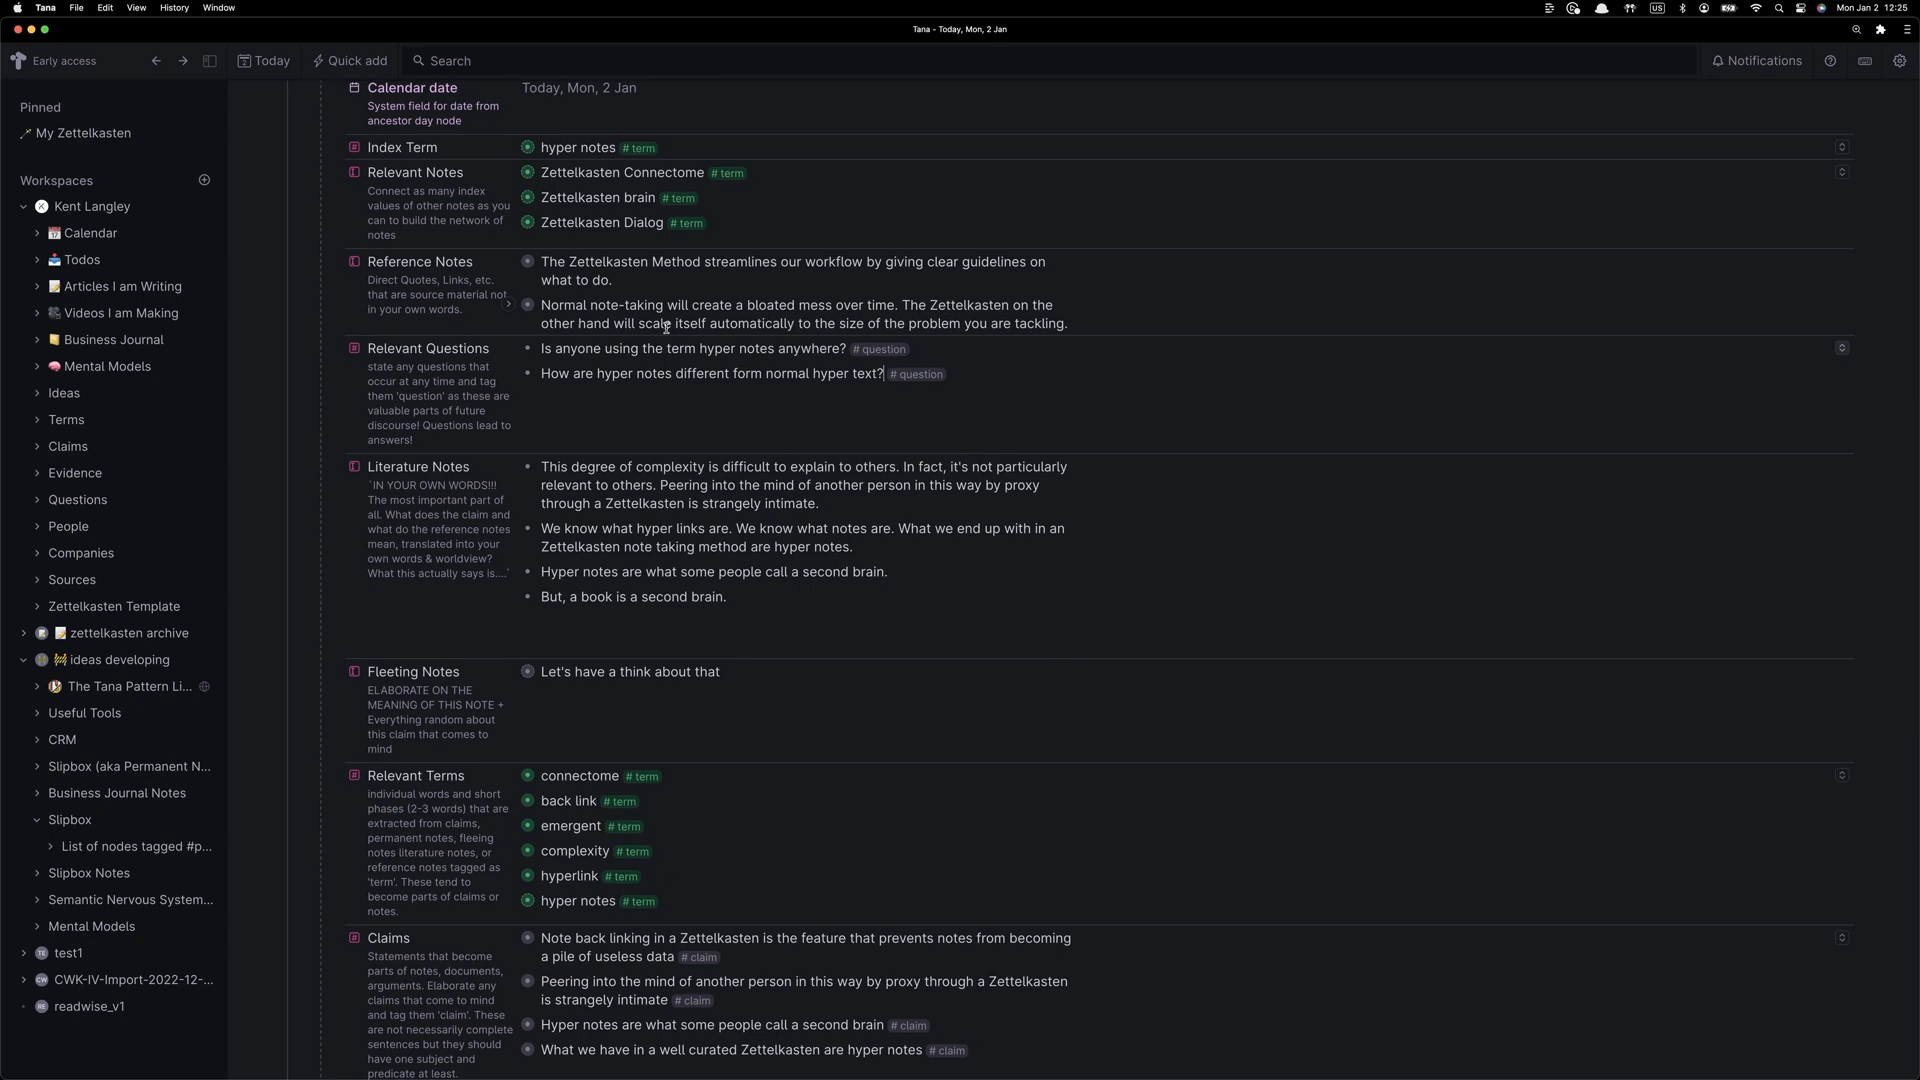 Tana File Edit View History Window
US
Mon Jan 2 12:25
Tana - Today, Mon, 2 Jan
Early access
Today
Quick add
Search
Notifications
Pinned
My Zettelkasten
Workspaces
Kent Langley
Calendar
Todos
Articles I am Writing
Videos I am Making
Business Journal
Mental Models
Ideas
Terms
Claims
Evidence
Questions
People
Companies
Sources
Zettelkasten Template
zettelkasten archive
ideas developing
The Tana Pattern Li...
Useful Tools
CRM
Slipbox (aka Permanent N...
Business Journal Notes
Slipbox
List of nodes tagged #p...
Slipbox Notes
Semantic Nervous System...
Mental Models
TE test1
CW CWK-IV-Import-2022-12-...
RE readwise_v1
Calendar date
System field for date from
ancestor day node
Today, Mon, 2 Jan
Index Term
hyper notes # term
Relevant Notes
Connect as many index
values of other notes as you
can to build the network of
notes
Zettelkasten Connectome # term
Zettelkasten brain # term
Zettelkasten Dialog # term
Reference Notes
Direct Quotes, Links, etc.
that are source material not
in your own words.
The Zettelkasten Method streamlines our workflow by giving clear guidelines on
what to do.
Normal note-taking will create a bloated mess over time. The Zettelkasten on the
other hand will scale itself automatically to the size of the problem you are tackling.
Relevant Questions
state any questions that
occur at any time and tag
them 'question' as these are
valuable parts of future
discourse! Questions lead to
answers!
Is anyone using the term hyper notes anywhere? # question
How are hyper notes different form normal hyper text? # question
Literature Notes
`IN YOUR OWN WORDS!!!
The most important part of
all. What does the claim and
what do the reference notes
mean, translated into your
own words & worldview?
What this actually says is....`
This degree of complexity is difficult to explain to others. In fact, it's not particularly
relevant to others. Peering into the mind of another person in this way by proxy
through a Zettelkasten is strangely intimate.
We know what hyper links are. We know what notes are. What we end up with in an
Zettelkasten note taking method are hyper notes.
Hyper notes are what some people call a second brain.
But, a book is a second brain.
Fleeting Notes
ELABORATE ON THE
MEANING OF THIS NOTE +
Everything random about
this claim that comes to
mind
Let's have a think about that
Relevant Terms
individual words and short
phases (2-3 words) that are
extracted from claims,
permanent notes, fleeing
notes literature notes, or
reference notes tagged as
'term'. These tend to
become parts of claims or
notes.
connectome # term
back link # term
emergent # term
complexity # term
hyperlink # term
hyper notes # term
Claims
Statements that become
parts of notes, documents,
arguments. Elaborate any
claims that come to mind
and tag them 'claim'. These
are not necessarily complete
sentences but they should
have one subject and
predicate at least.
Note back linking in a Zettelkasten is the feature that prevents notes from becoming
a pile of useless data # claim
Peering into the mind of another person in this way by proxy through a Zettelkasten
is strangely intimate # claim
Hyper notes are what some people call a second brain # claim
What we have in a well curated Zettelkasten are hyper notes # claim